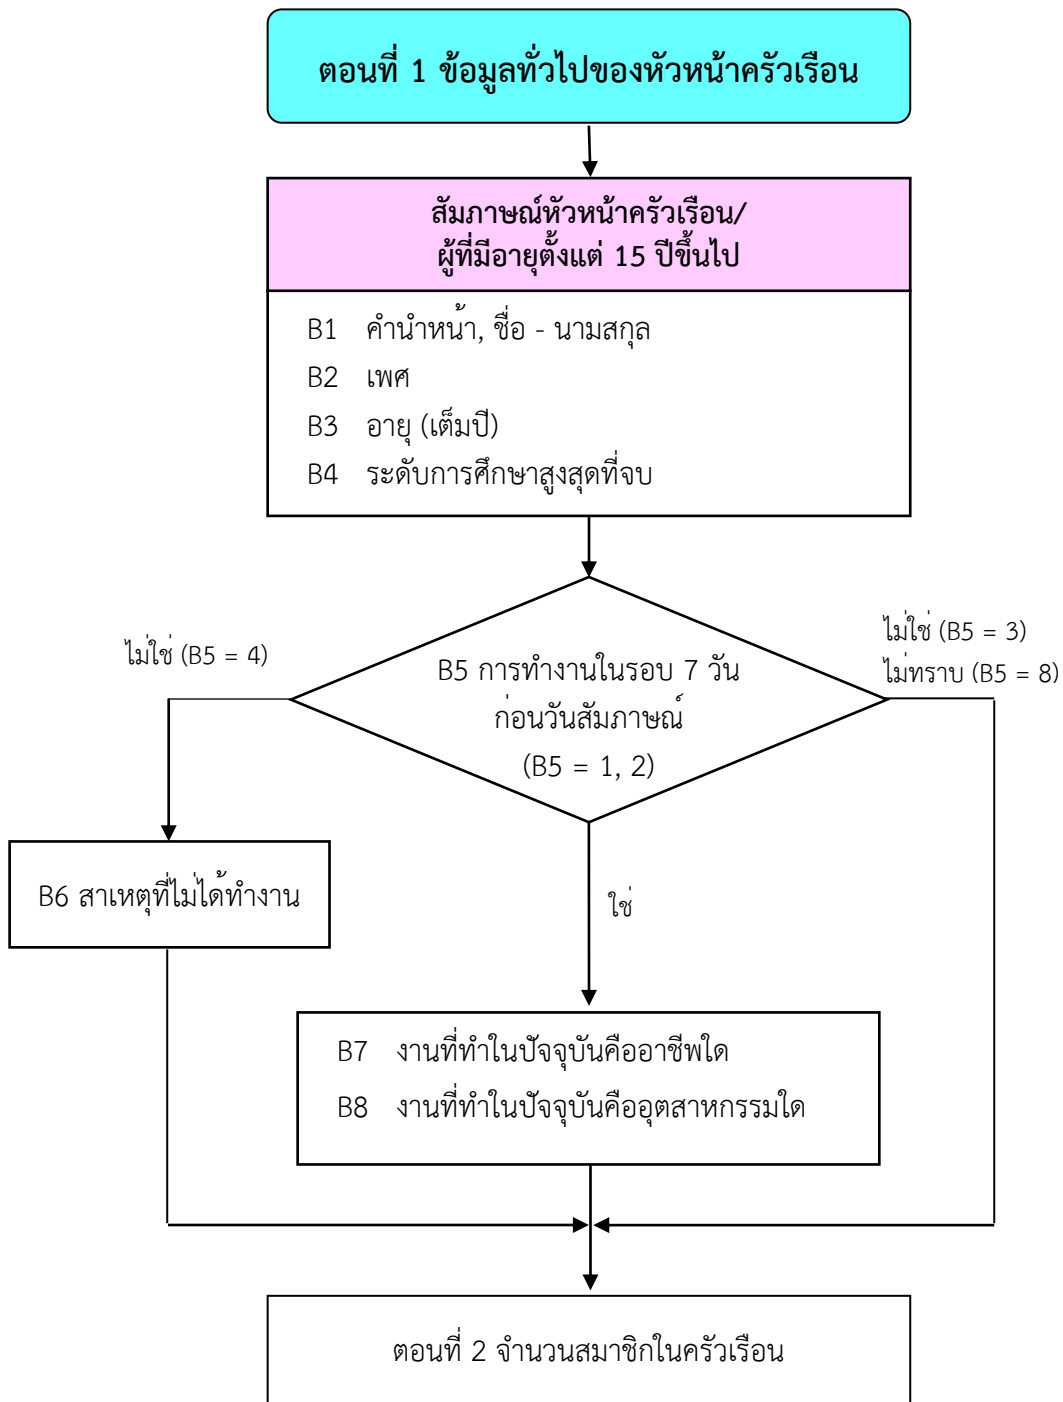 ตอนที่ 1 ข้อมูลทั่วไปของหัวหน้าครัวเรือน
สัมภาษณ์หัวหน้าครัวเรือน/
ผู้ที่มีอายุตั้งแต่ 15 ปีขึ้นไป
B1 คำนำหน้า, ชื่อ - นามสกุล
B2 เพศ
B3 อายุ (เต็มปี)
B4 ระดับการศึกษาสูงสุดที่จบ
ไม่ใช่ (B5 = 4)
B5 การทำงานในรอบ 7 วัน
ก่อนวันสัมภาษณ์
(B5 = 1, 2)
ไม่ใช่ (B5 = 3)
ไม่ทราบ (B5 = 8)
B6 สาเหตุที่ไม่ได้ทำงาน
ใช่
B7 งานที่ทำในปัจจุบันคืออาชีพใด
B8 งานที่ทำในปัจจุบันคืออุตสาหกรรมใด
ตอนที่ 2 จำนวนสมาชิกในครัวเรือน